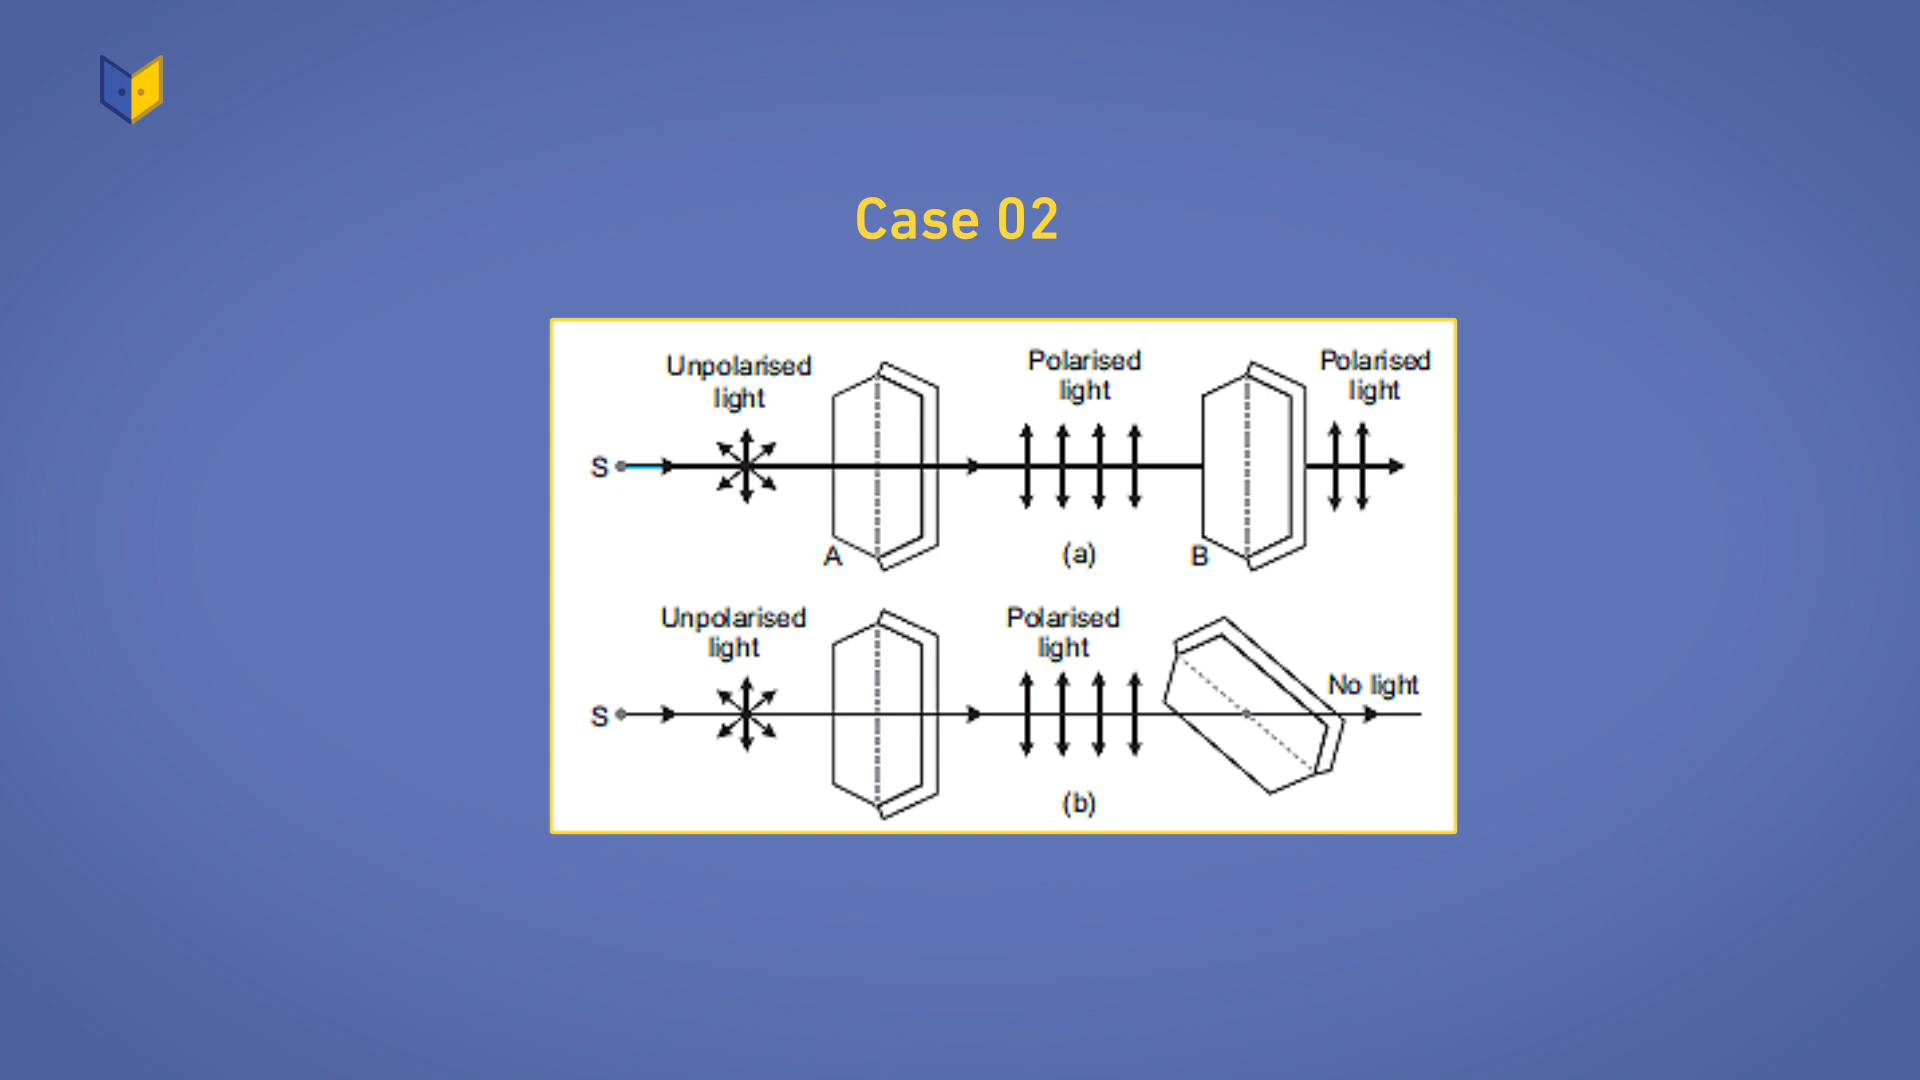 Case 02
Unpolarised
light
Polarised
light
Polarised
light
S
A
(a)
B
Unpolarised
light
Polarised
light
No light
S
(b)